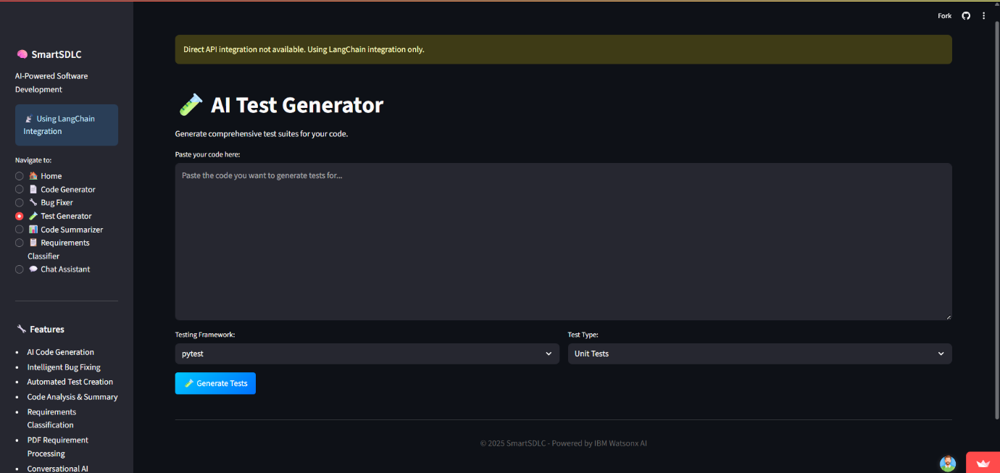 Fork
SmartSDLC
AI-Powered Software
Development
Using LangChain
Integration
Navigate to:
Home
Code Generator
Bug Fixer
Test Generator
Code Summarizer
Requirements
Classifier
Chat Assistant
Features
AI Code Generation
Intelligent Bug Fixing
Automated Test Creation
Code Analysis & Summary
Requirements
Classification
PDF Requirement
Processing
Conversational AI
Direct API integration not available. Using LangChain integration only.
AI Test Generator
Generate comprehensive test suites for your code.
Paste your code here:
Paste the code you want to generate tests for...
Testing Framework:
pytest
Test Type:
Unit Tests
Generate Tests
© 2025 SmartSDLC - Powered by IBM Watsonx AI